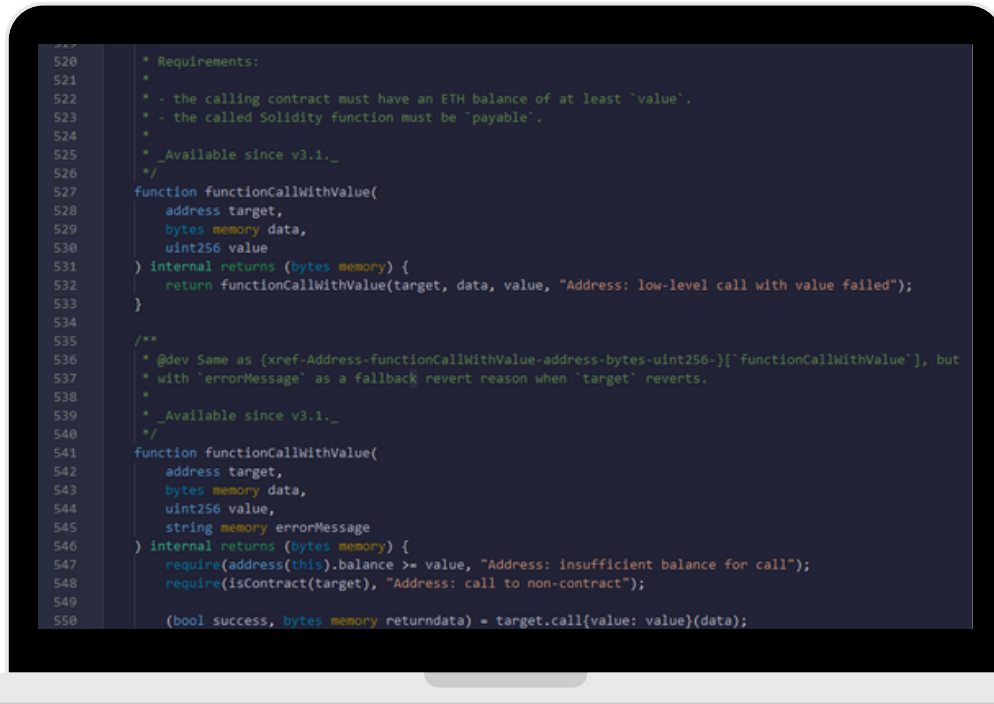 520 * Requirements:
521 *
522 * - the calling contract must have an ETH balance of at least `value`.
523 * - the called Solidity function must be `payable`.
524 *
525 * _Available since v3.1._
526 */
527 function functionCallWithValue(
528 address target,
529 bytes memory data,
530 uint256 value
531 ) internal returns (bytes memory) {
532 return functionCallWithValue(target, data, value, "Address: low-level call with value failed");
533 }
534
535 /**
536 * @dev Same as {xref-Address-functionCallWithValue-address-bytes-uint256-}[`functionCallWithValue`], but
537 * with `errorMessage` as a fallback revert reason when `target` reverts.
538 *
539 * _Available since v3.1._
540 */
541 function functionCallWithValue(
542 address target,
543 bytes memory data,
544 uint256 value,
545 string memory errorMessage
546 ) internal returns (bytes memory) {
547 require(address(this).balance >= value, "Address: insufficient balance for call");
548 require(isContract(target), "Address: call to non-contract");
549
550 (bool success, bytes memory returndata) = target.call{value: value}(data);